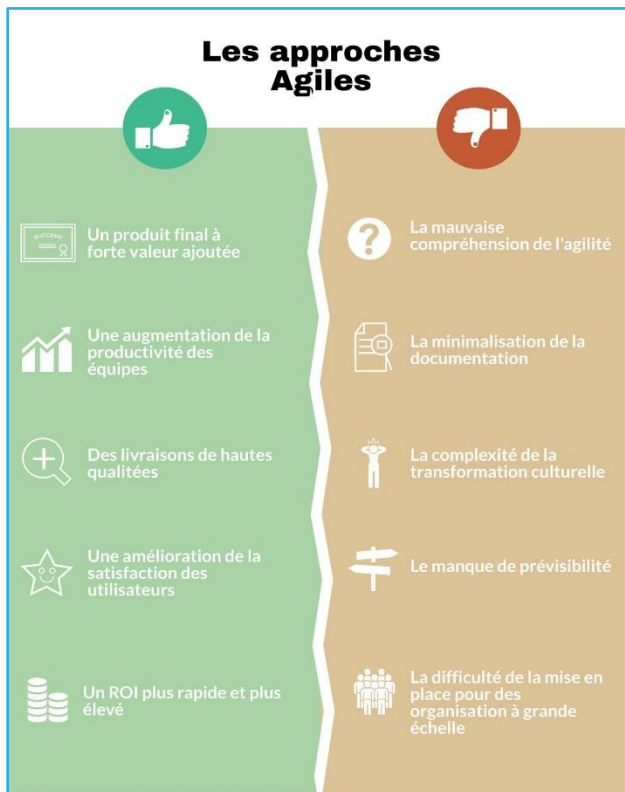 Les approches
Agiles
SUCCESS!
Un produit final à
forte valeur ajoutée
Une augmentation de la
productivité des
équipes
Des livraisons de hautes
qualitées
Une amélioration de la
satisfaction des
utilisateurs
Un ROI plus rapide et plus
élevé
La mauvaise
compréhension de l'agilité
La minimalisation de la
documentation
La complexité de la
transformation culturelle
Le manque de prévisibilité
La difficulté de la mise en
place pour des
organisation à grande
échelle